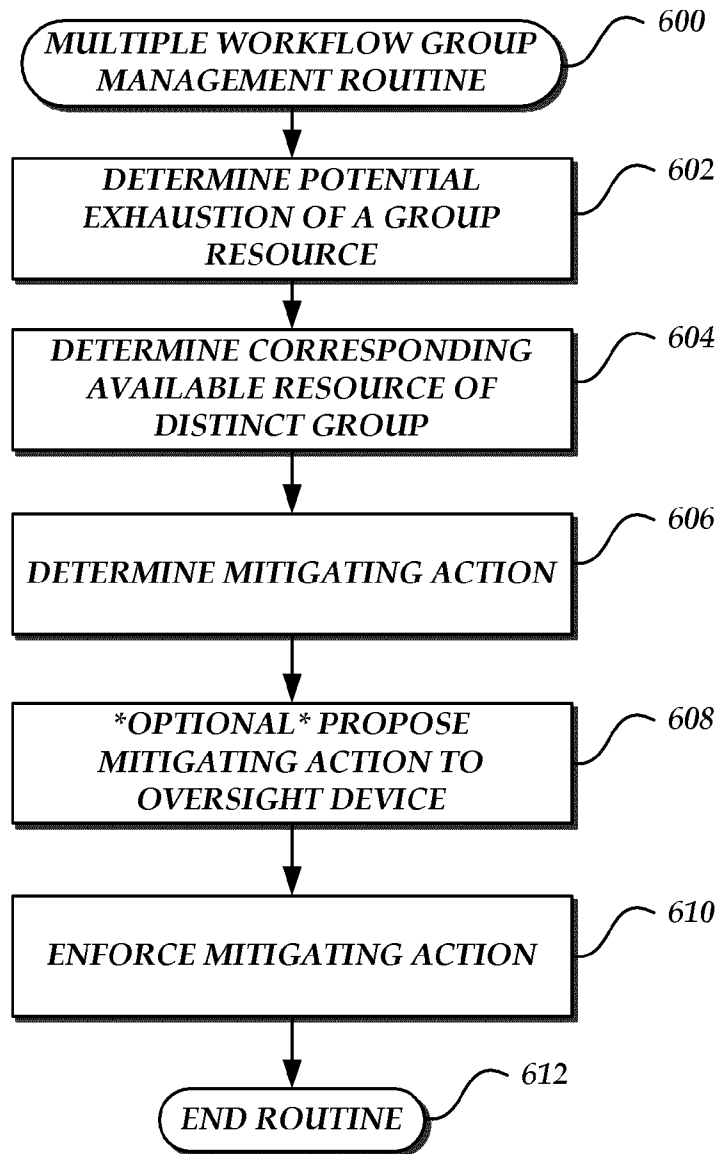 MULTIPLE WORKFLOW GROUP
MANAGEMENT ROUTINE
600
DETERMINE POTENTIAL
EXHAUSTION OF A GROUP
RESOURCE
602
DETERMINE CORRESPONDING
AVAILABLE RESOURCE OF
DISTINCT GROUP
604
DETERMINE MITIGATING ACTION
606
*OPTIONAL* PROPOSE
MITIGATING ACTION TO
OVERSIGHT DEVICE
608
ENFORCE MITIGATING ACTION
610
END ROUTINE
612